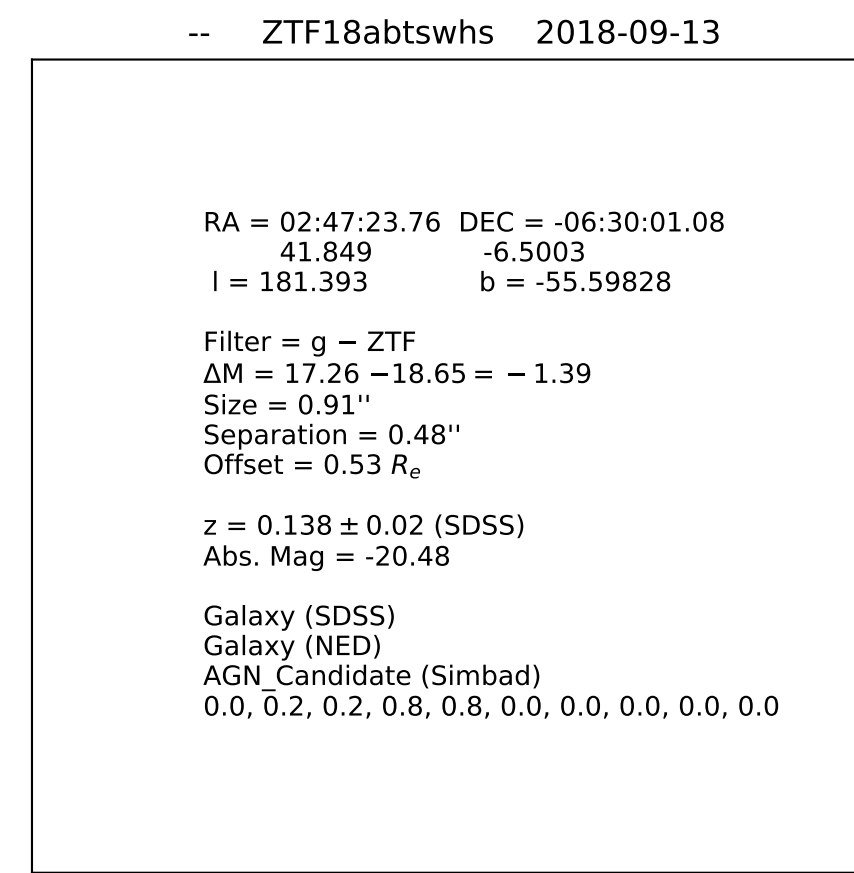 -- ZTF18abtswhs 2018-09-13
RA = 02:47:23.76 DEC = -06:30:01.08
41.849 -6.5003
l = 181.393 b = -55.59828
Filter = g − ZTF
ΔM = 17.26 −18.65 = − 1.39
Size = 0.91''
Separation = 0.48''
Offset = 0.53 Re
z = 0.138 ± 0.02 (SDSS)
Abs. Mag = -20.48
Galaxy (SDSS)
Galaxy (NED)
AGN_Candidate (Simbad)
0.0, 0.2, 0.2, 0.8, 0.8, 0.0, 0.0, 0.0, 0.0, 0.0